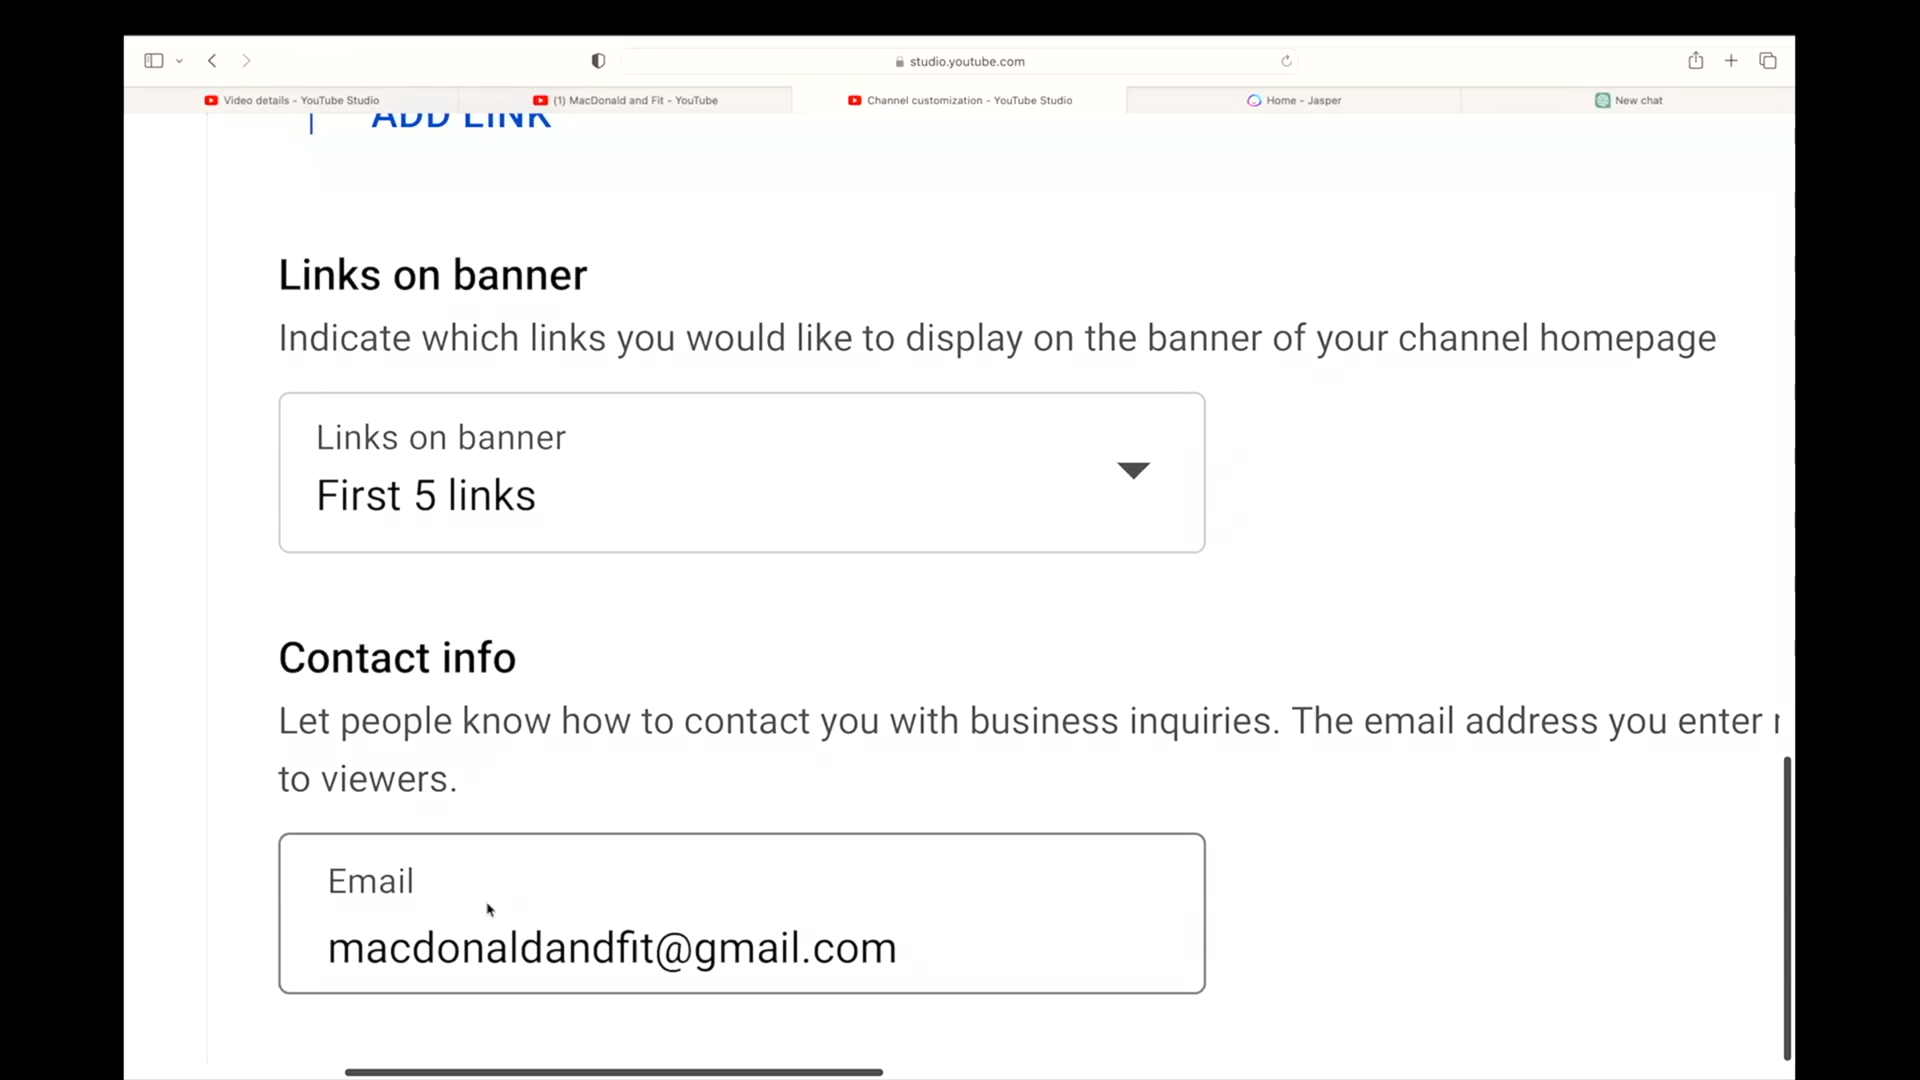 studio.youtube.com
Video details - YouTube Studio
(1) MacDonald and Fit - YouTube
Channel customization - YouTube Studio
Home - Jasper
New chat
ADD LINK
Links on banner
Indicate which links you would like to display on the banner of your channel homepage
Links on banner
First 5 links
Contact info
Let people know how to contact you with business inquiries. The email address you enter
to viewers.
Email
macdonaldandfit@gmail.com